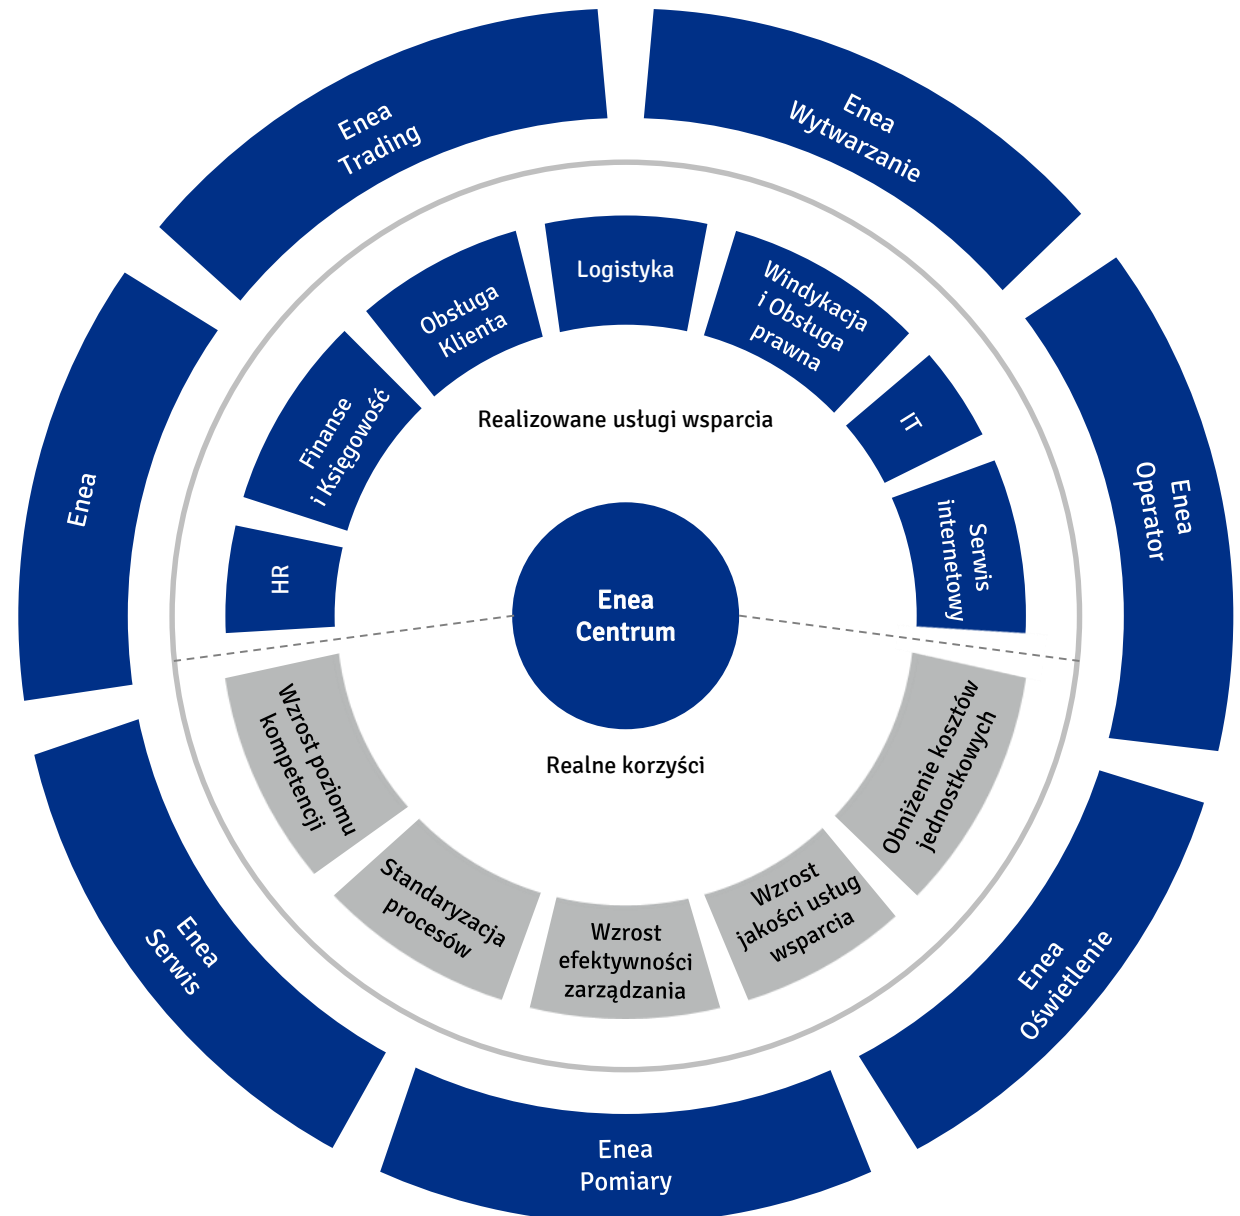 Enea
Trading
Enea
Wytwarzanie
Enea
Operator
Enea
Oświetlenie
Enea
Pomiary
Enea
Serwis
Enea
HR
Finanse
i Księgowość
Obsługa
Klienta
Logistyka
Windykacja
i Obsługa
prawna
IT
Serwis
internetowy
Realizowane usługi wsparcia
Enea
Centrum
Realne korzyści
Wzrost poziomu
kompetencji
Standaryzacja
procesów
Wzrost
efektywności
zarządzania
Wzrost
jakości usług
wsparcia
Obniżenie kosztów
jednostkowych